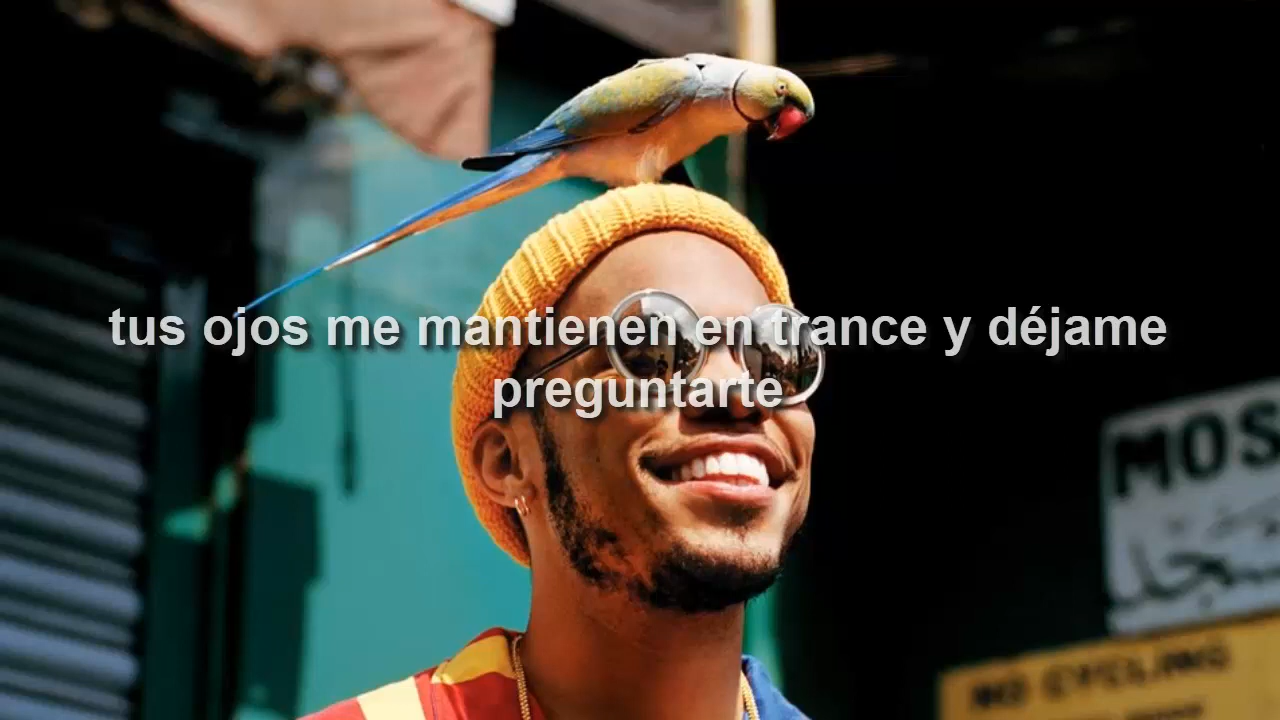 tus ojos me mantienen en trance y déjame
preguntarte
MOS
NO CYCLING